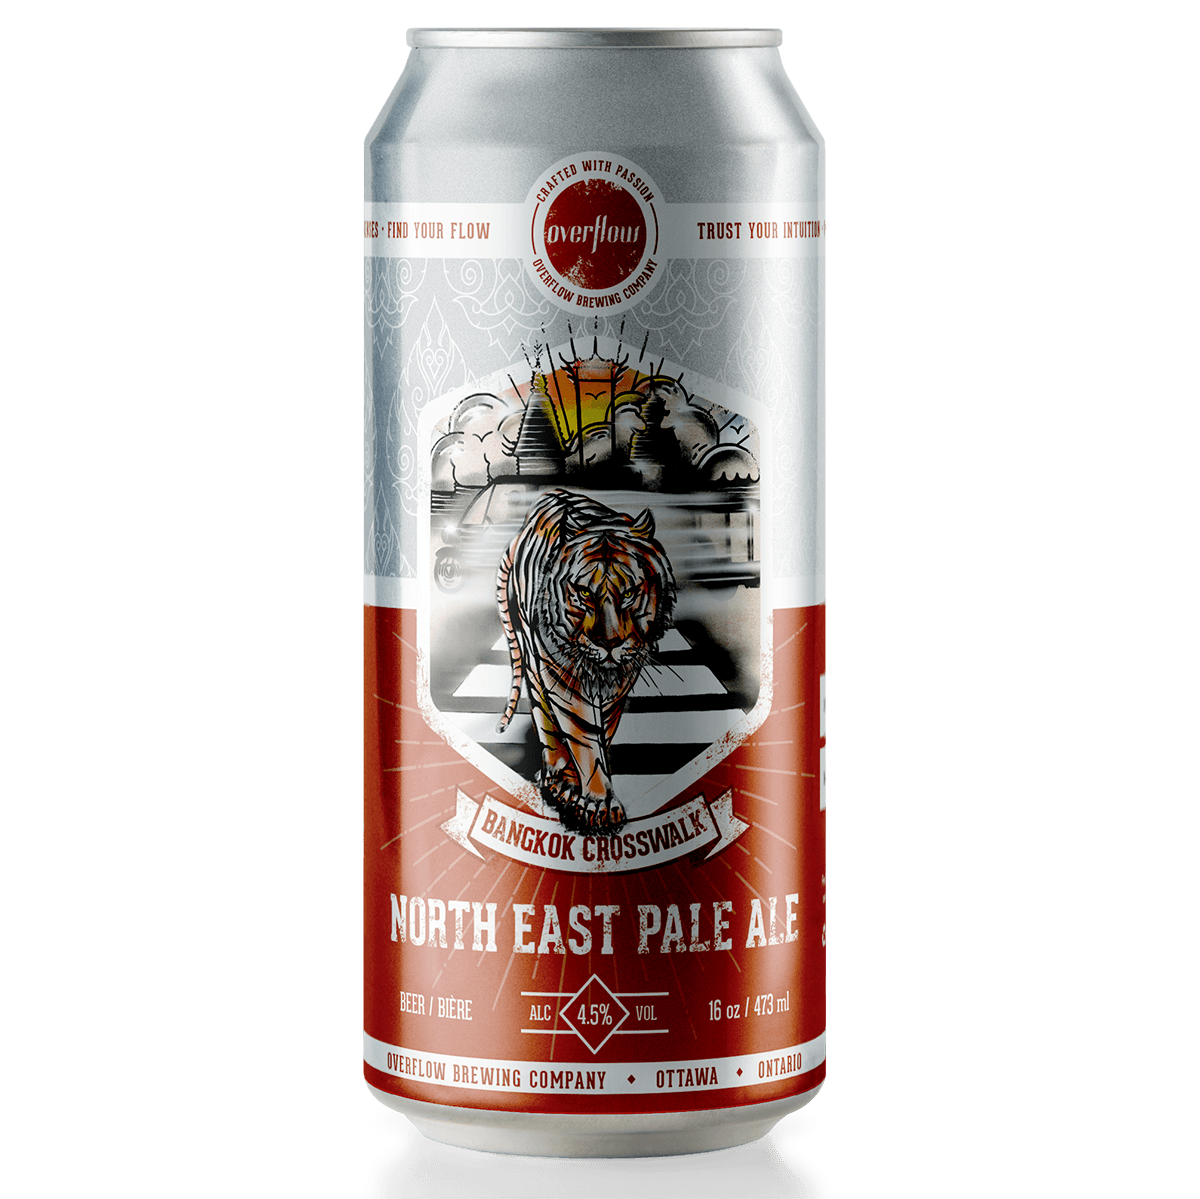 CRAFTED WITH PASSION
overflow
OVERFLOW BREWING COMPANY
• FIND YOUR FLOW
TRUST YOUR INTUITION •
BANGKOK CROSSWALK
NORTH EAST PALE ALE
BEER / BIÈRE
ALC 4.5% VOL
16 oz / 473 ml
OVERFLOW BREWING COMPANY ♦ OTTAWA ♦ ONTARIO